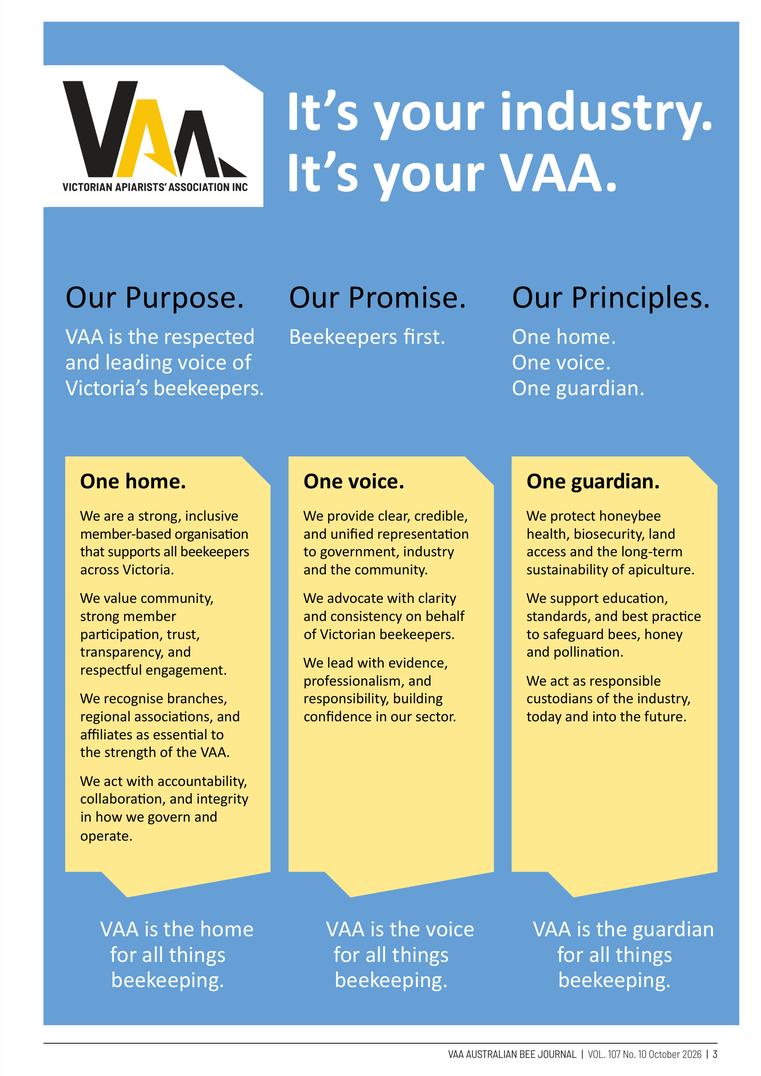 VAA
VICTORIAN APIARISTS' ASSOCIATION INC
It's your industry.
It's your VAA.
Our Purpose.
VAA is the respected
and leading voice of
Victoria's beekeepers.
Our Promise.
Beekeepers first.
Our Principles.
One home.
One voice.
One guardian.
One home.
We are a strong, inclusive
member-based organisation
that supports all beekeepers
across Victoria.
We value community,
strong member
participation, trust,
transparency, and
respectful engagement.
We recognise branches,
regional associations, and
affiliates as essential to
the strength of the VAA.
We act with accountability,
collaboration, and integrity
in how we govern and
operate.
One voice.
We provide clear, credible,
and unified representation
to government, industry
and the community.
We advocate with clarity
and consistency on behalf
of Victorian beekeepers.
We lead with evidence,
professionalism, and
responsibility, building
confidence in our sector.
One guardian.
We protect honeybee
health, biosecurity, land
access and the long-term
sustainability of apiculture.
We support education,
standards, and best practice
to safeguard bees, honey
and pollination.
We act as responsible
custodians of the industry,
today and into the future.
VAA is the home
for all things
beekeeping.
VAA is the voice
for all things
beekeeping.
VAA is the guardian
for all things
beekeeping.
VAA AUSTRALIAN BEE JOURNAL | VOL. 107 No. 10 October 2026 | 3